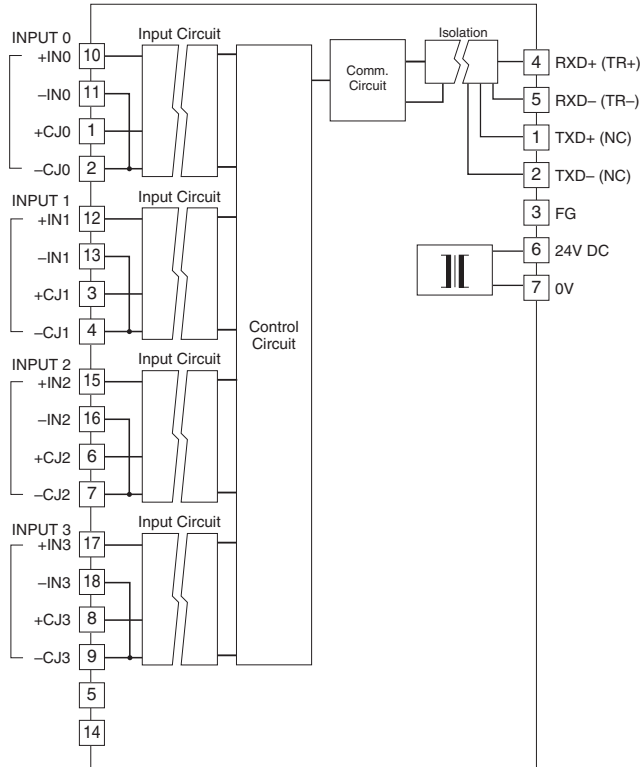 INPUT 0
Input Circuit
+IN0 10
–IN0 11
+CJ0 1
–CJ0 2
INPUT 1
Input Circuit
+IN1 12
–IN1 13
+CJ1 3
–CJ1 4
INPUT 2
Input Circuit
+IN2 15
–IN2 16
+CJ2 6
–CJ2 7
INPUT 3
Input Circuit
+IN3 17
–IN3 18
+CJ3 8
–CJ3 9
5
14
Control
Circuit
Comm.
Circuit
Isolation
4 RXD+ (TR+)
5 RXD– (TR–)
1 TXD+ (NC)
2 TXD– (NC)
3 FG
6 24V DC
7 0V